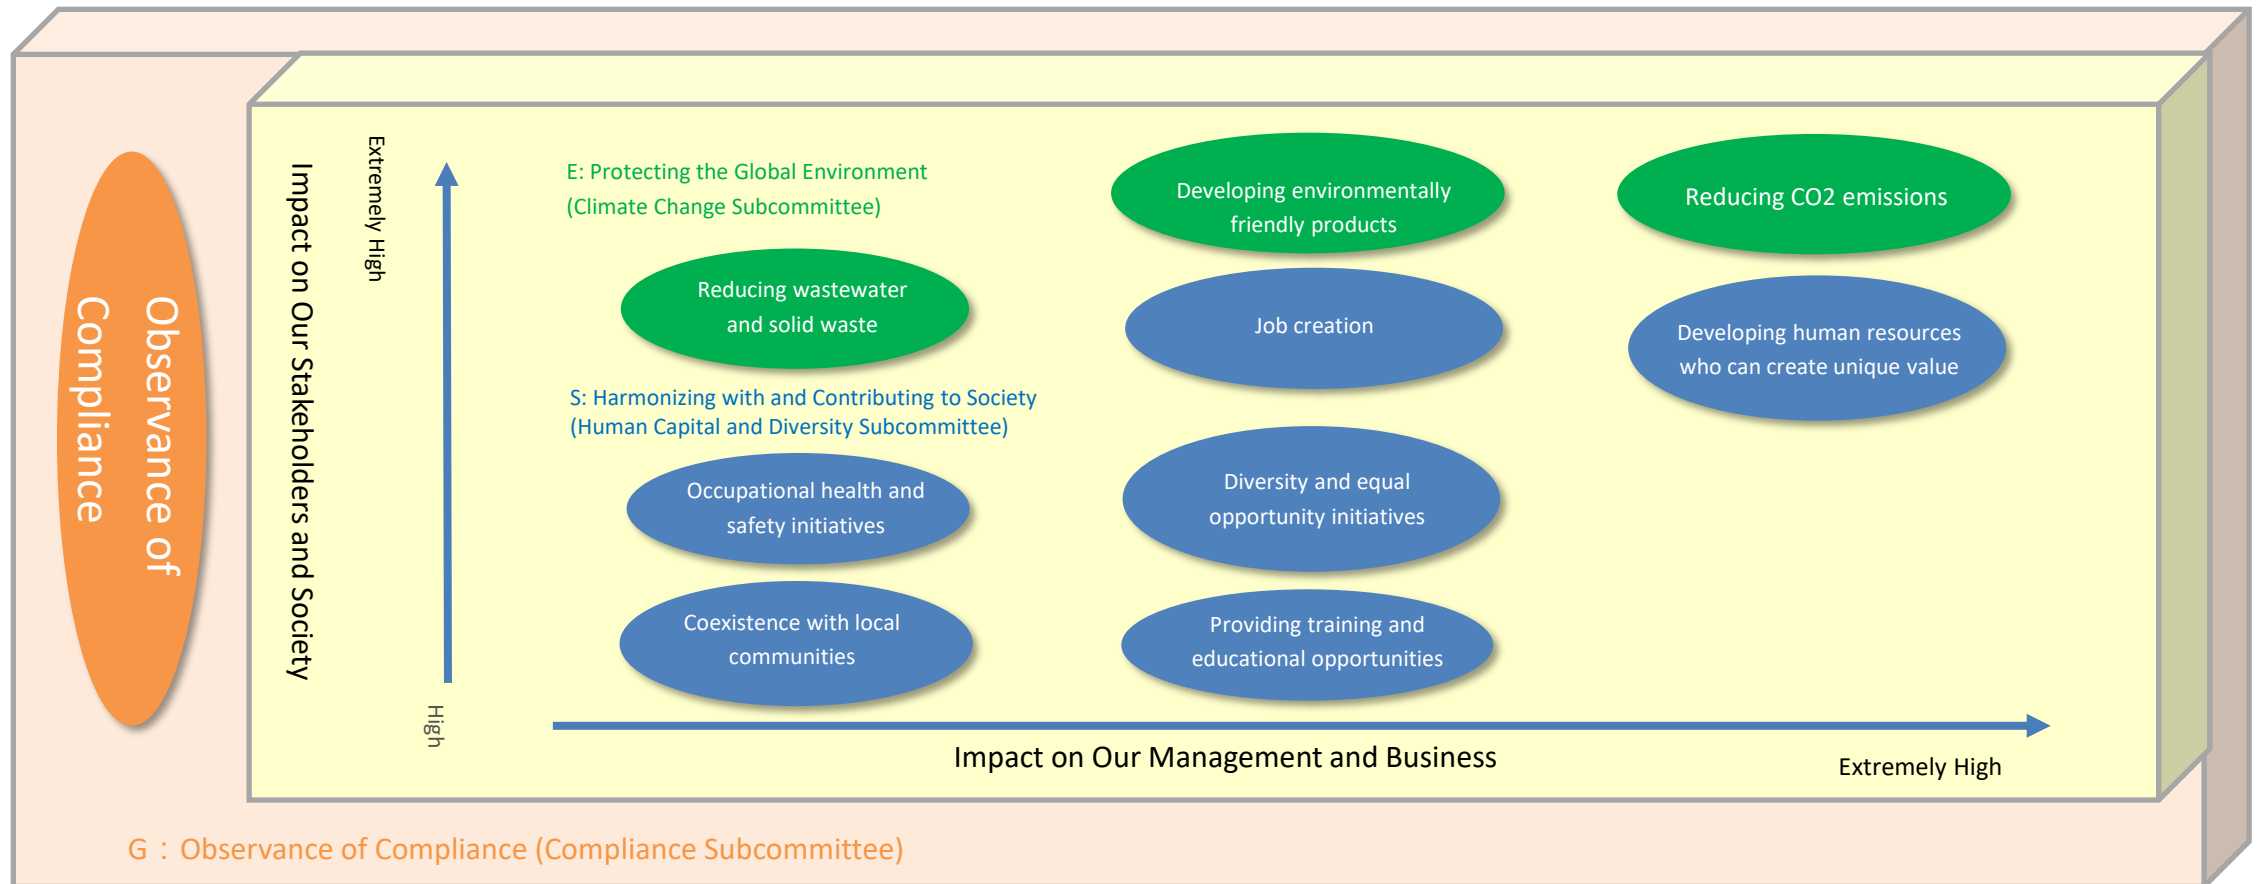 Observance of
Compliance
Impact on Our Stakeholders and Society
Extremely High
High
E: Protecting the Global Environment
(Climate Change Subcommittee)
Developing environmentally
friendly products
Reducing CO2 emissions
Reducing wastewater
and solid waste
Job creation
Developing human resources
who can create unique value
S: Harmonizing with and Contributing to Society
(Human Capital and Diversity Subcommittee)
Occupational health and
safety initiatives
Diversity and equal
opportunity initiatives
Coexistence with local
communities
Providing training and
educational opportunities
Impact on Our Management and Business
Extremely High
G：Observance of Compliance (Compliance Subcommittee)